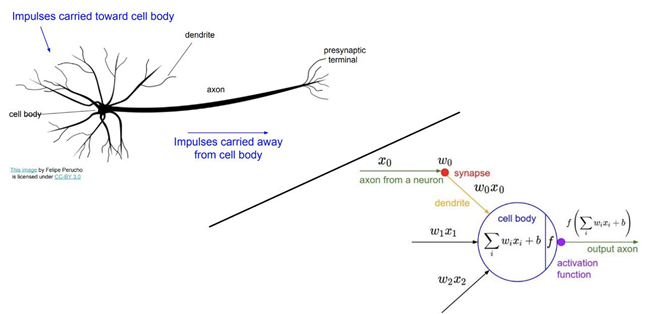 Impulses carried toward cell body
dendrite
presynaptic
terminal
axon
cell body
Impulses carried away
from cell body
This image by Felipe Perucho
is licensed under CC-BY 3.0
x₀
w₀
axon from a neuron
synapse
w₀x₀
dendrite
cell body
f(∑ᵢ wᵢxᵢ + b)
w₁x₁
∑ᵢ wᵢxᵢ + b
f
output axon
activation
function
w₂x₂